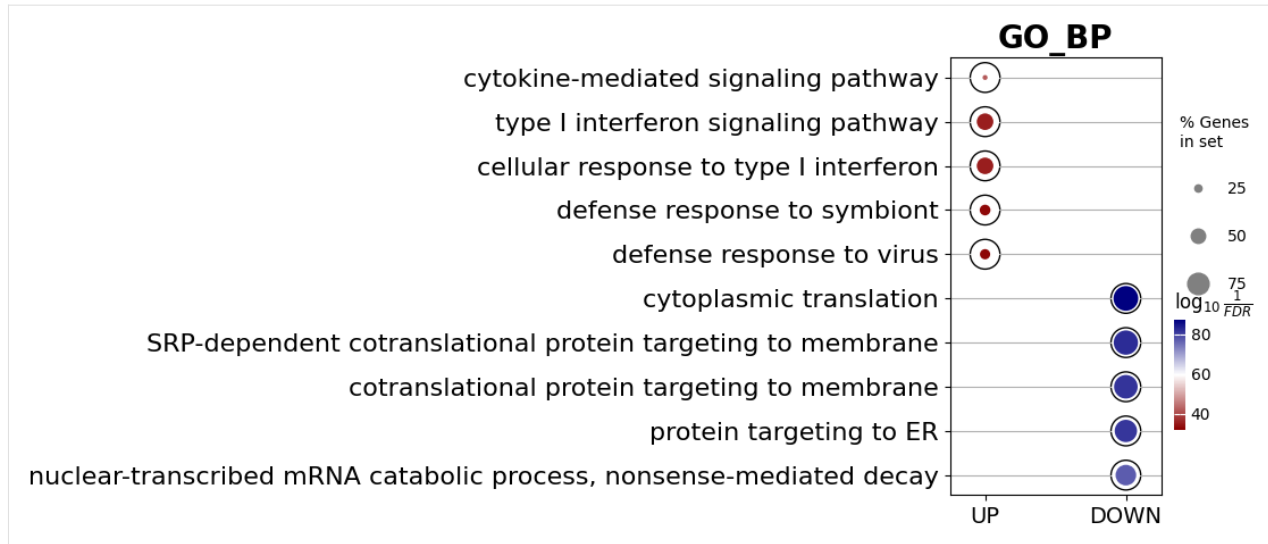 GO_BP
cytokine-mediated signaling pathway
type I interferon signaling pathway
cellular response to type I interferon
defense response to symbiont
defense response to virus
cytoplasmic translation
SRP-dependent cotranslational protein targeting to membrane
cotranslational protein targeting to membrane
protein targeting to ER
nuclear-transcribed mRNA catabolic process, nonsense-mediated decay
UP
DOWN
% Genes
in set
25
50
75
log10 1/FDR
80
60
40